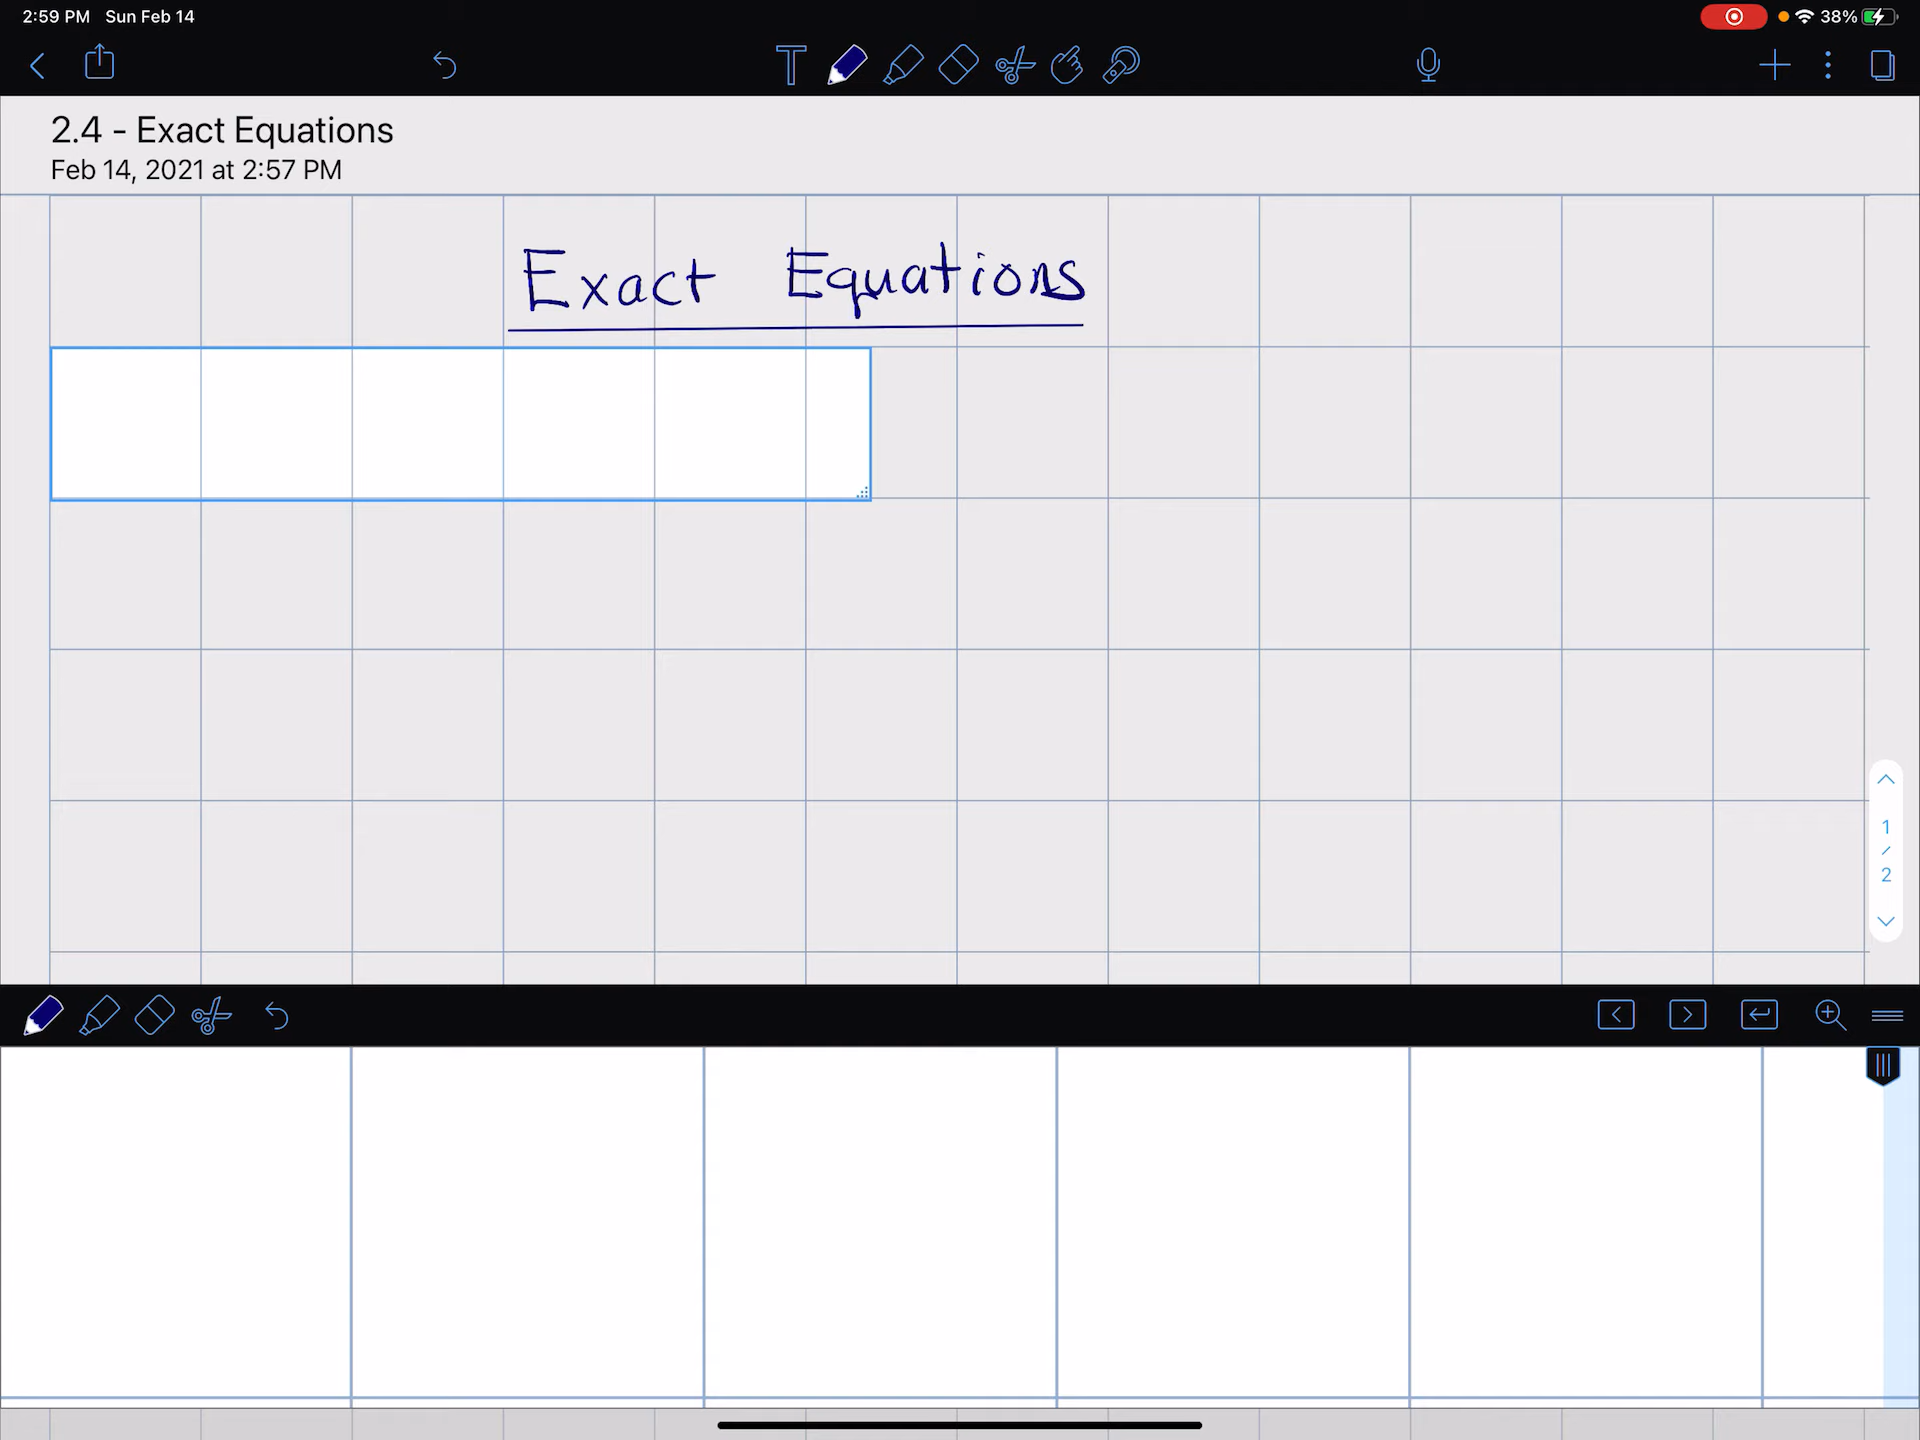 2:59 PM Sun Feb 14
38%
T
2.4 - Exact Equations
Feb 14, 2021 at 2:57 PM
Exact Equations
1
/
2